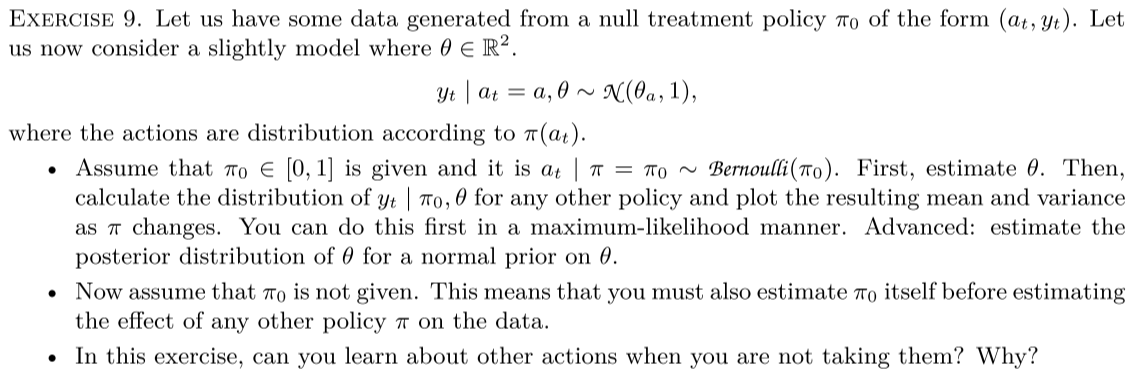 EXERCISE 9. Let us have some data generated from a null treatment policy π₀ of the form (aₜ, yₜ). Let
us now consider a slightly model where θ ∈ ℝ².
yₜ | aₜ = a, θ ∼ 𝒩(θₐ, 1),
where the actions are distribution according to π(aₜ).
• Assume that π₀ ∈ [0, 1] is given and it is aₜ | π = π₀ ∼ Bernoulli(π₀). First, estimate θ. Then,
calculate the distribution of yₜ | π₀, θ for any other policy and plot the resulting mean and variance
as π changes. You can do this first in a maximum-likelihood manner. Advanced: estimate the
posterior distribution of θ for a normal prior on θ.
• Now assume that π₀ is not given. This means that you must also estimate π₀ itself before estimating
the effect of any other policy π on the data.
• In this exercise, can you learn about other actions when you are not taking them? Why?